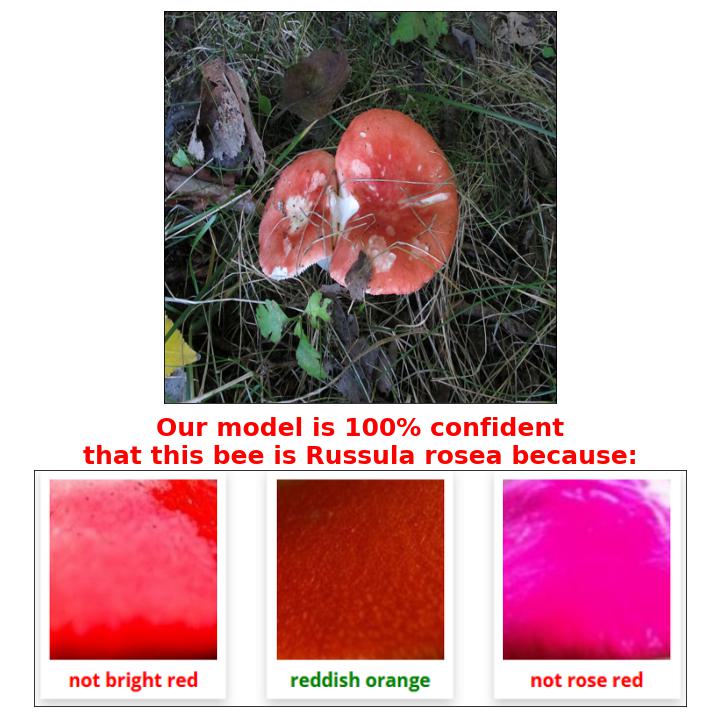 Our model is 100% confident
that this bee is Russula rosea because:
not bright red
reddish orange
not rose red